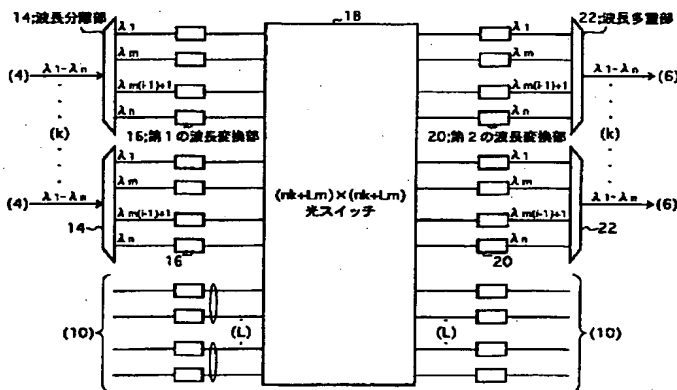 14;波長分離部
18
22;波長多重部
λ1
λ1
λm
λm
(4)
λ1-λn
λm(i-1)+1
λm(i-1)+1
λ1-λn
(6)
λn
λn
(k)
16;第1の波長変換部
20;第2の波長変換部
(k)
λ1
λ1
λm
(nk+Lm)×(nk+Lm)
光スイッチ
λm
(4)
λ1-λn
λm(i-1)+1
λm(i-1)+1
λ1-λn
(6)
14
λn
λn
22
16
20
(10)
(L)
(L)
(10)